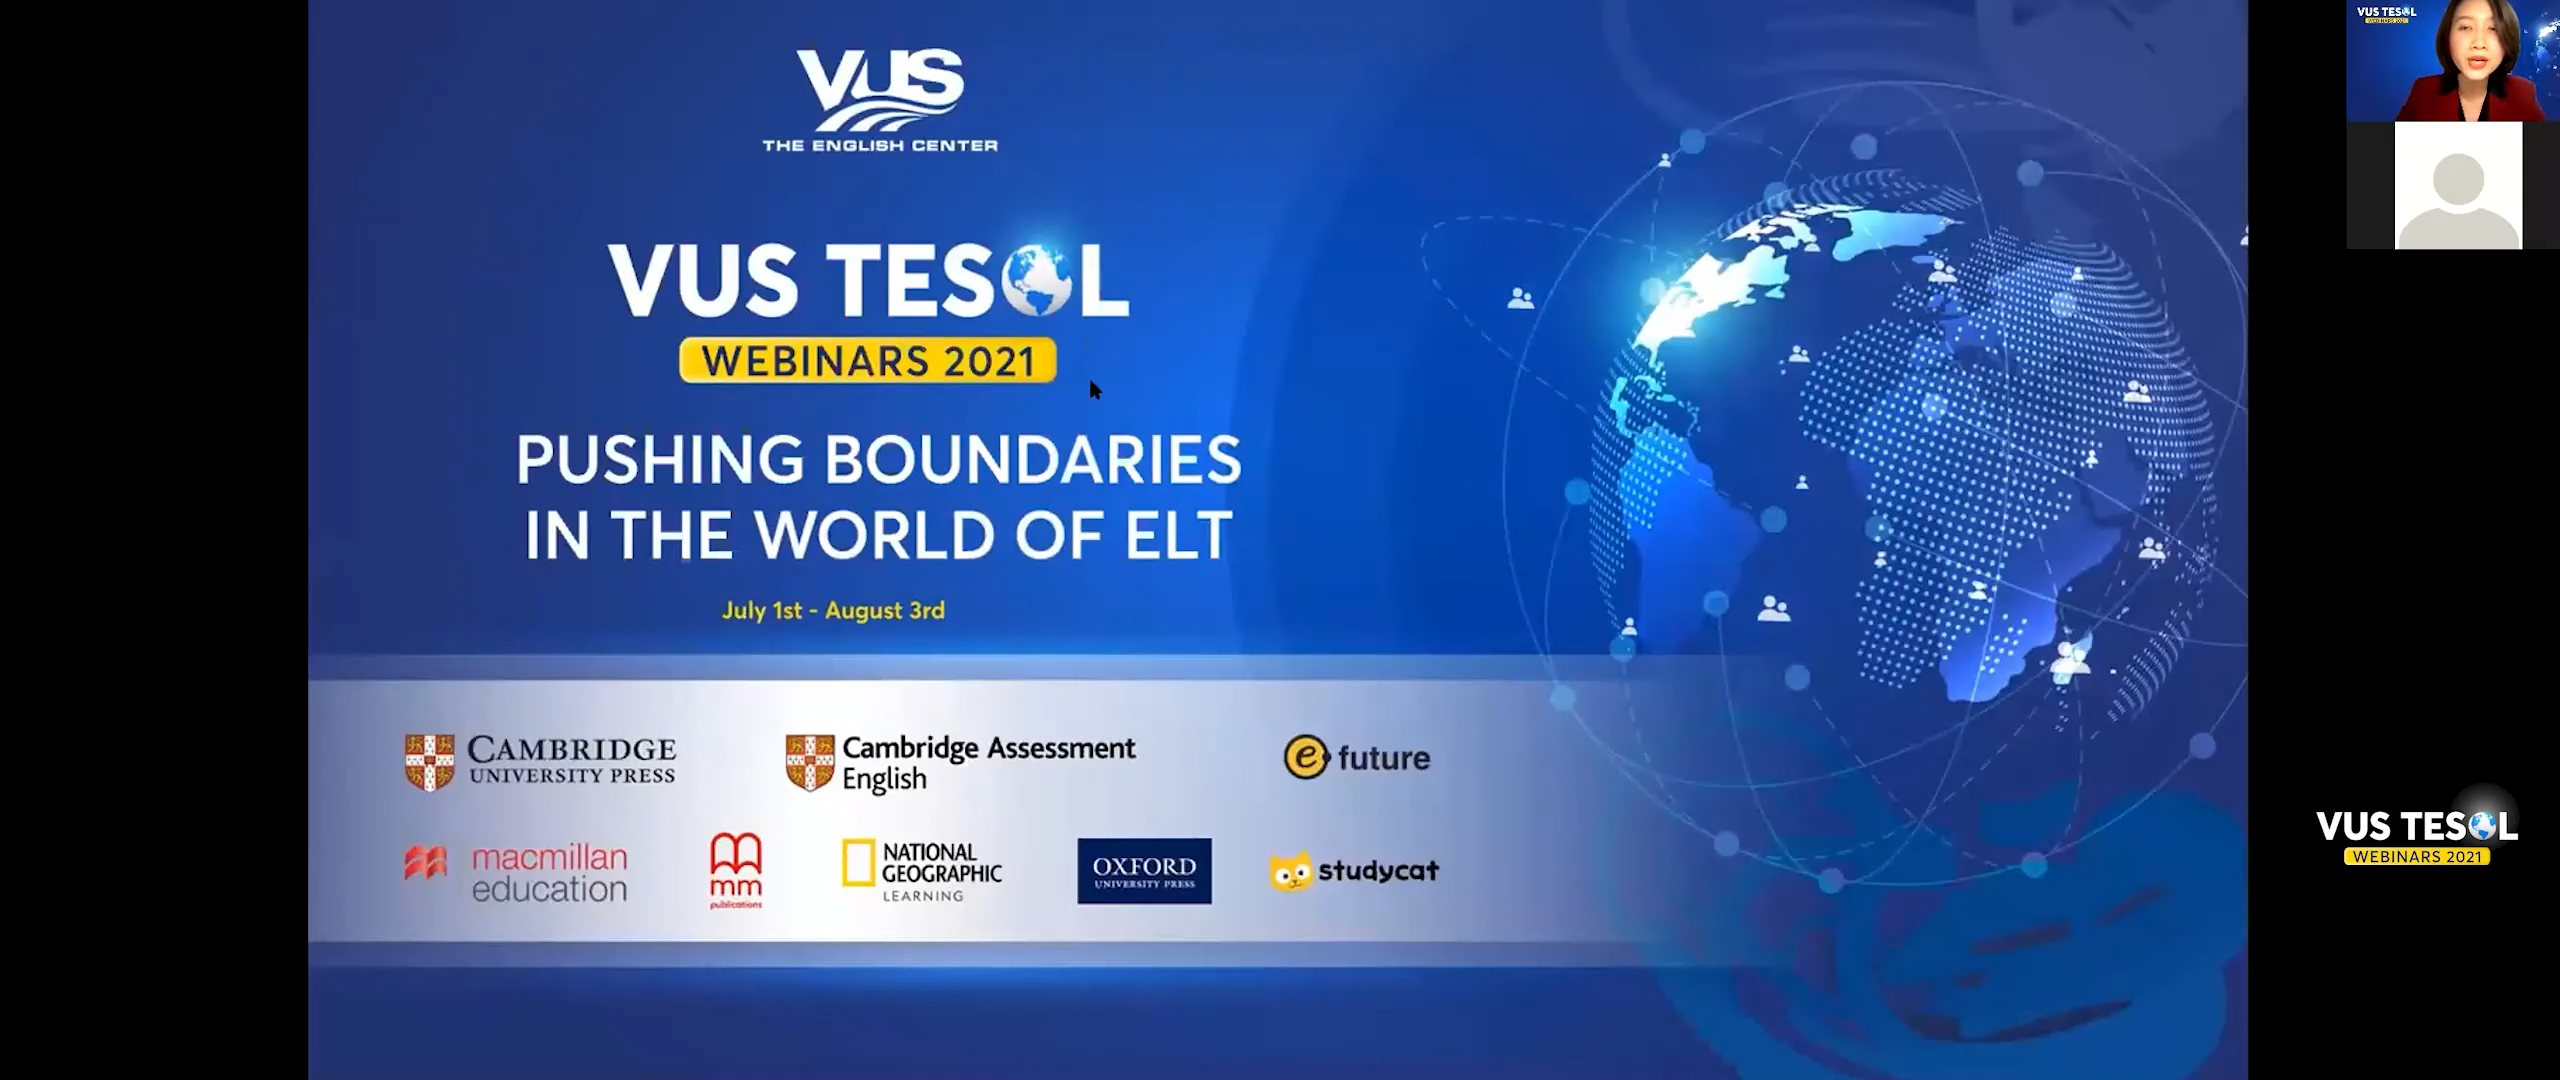 VUS
THE ENGLISH CENTER
VUS TESOL
WEBINARS 2021
PUSHING BOUNDARIES
IN THE WORLD OF ELT
July 1st - August 3rd
CAMBRIDGE
UNIVERSITY PRESS
Cambridge Assessment
English
e future
macmillan
education
mm
publications
NATIONAL
GEOGRAPHIC
LEARNING
OXFORD
UNIVERSITY PRESS
studycat
VUS TESOL
WEBINARS 2021
VUS TESOL
WEBINARS 2021